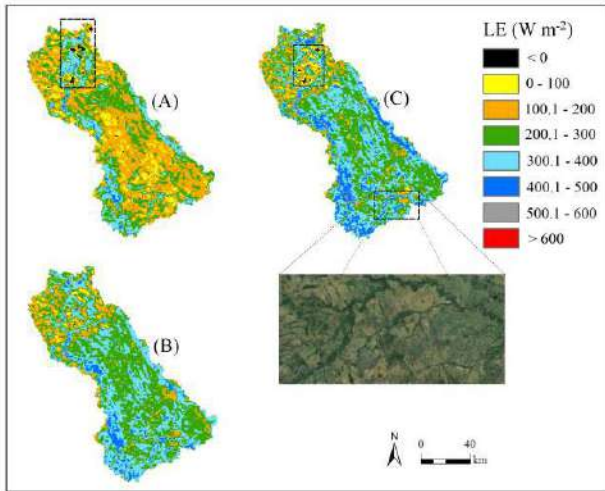 LE (W m⁻²)
< 0
0 - 100
100.1 - 200
200.1 - 300
300.1 - 400
400.1 - 500
500.1 - 600
> 600
(A)
(C)
(B)
N
0 40
km